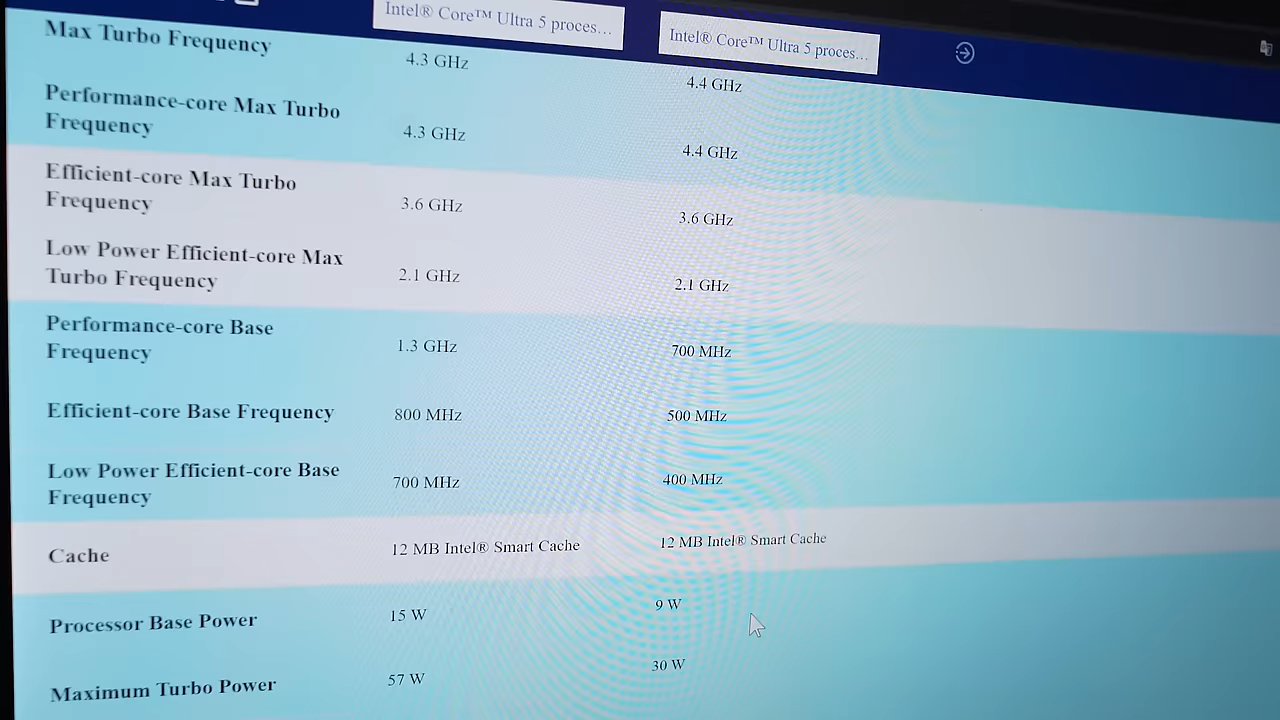 Intel® Core™ Ultra 5 proces...
Intel® Core™ Ultra 5 proces...
Max Turbo Frequency
4.3 GHz
4.4 GHz
Performance-core Max Turbo
Frequency
4.3 GHz
4.4 GHz
Efficient-core Max Turbo
Frequency
3.6 GHz
3.6 GHz
Low Power Efficient-core Max
Turbo Frequency
2.1 GHz
2.1 GHz
Performance-core Base
Frequency
1.3 GHz
700 MHz
Efficient-core Base Frequency
800 MHz
500 MHz
Low Power Efficient-core Base
Frequency
700 MHz
400 MHz
Cache
12 MB Intel® Smart Cache
12 MB Intel® Smart Cache
Processor Base Power
15 W
9 W
Maximum Turbo Power
57 W
30 W